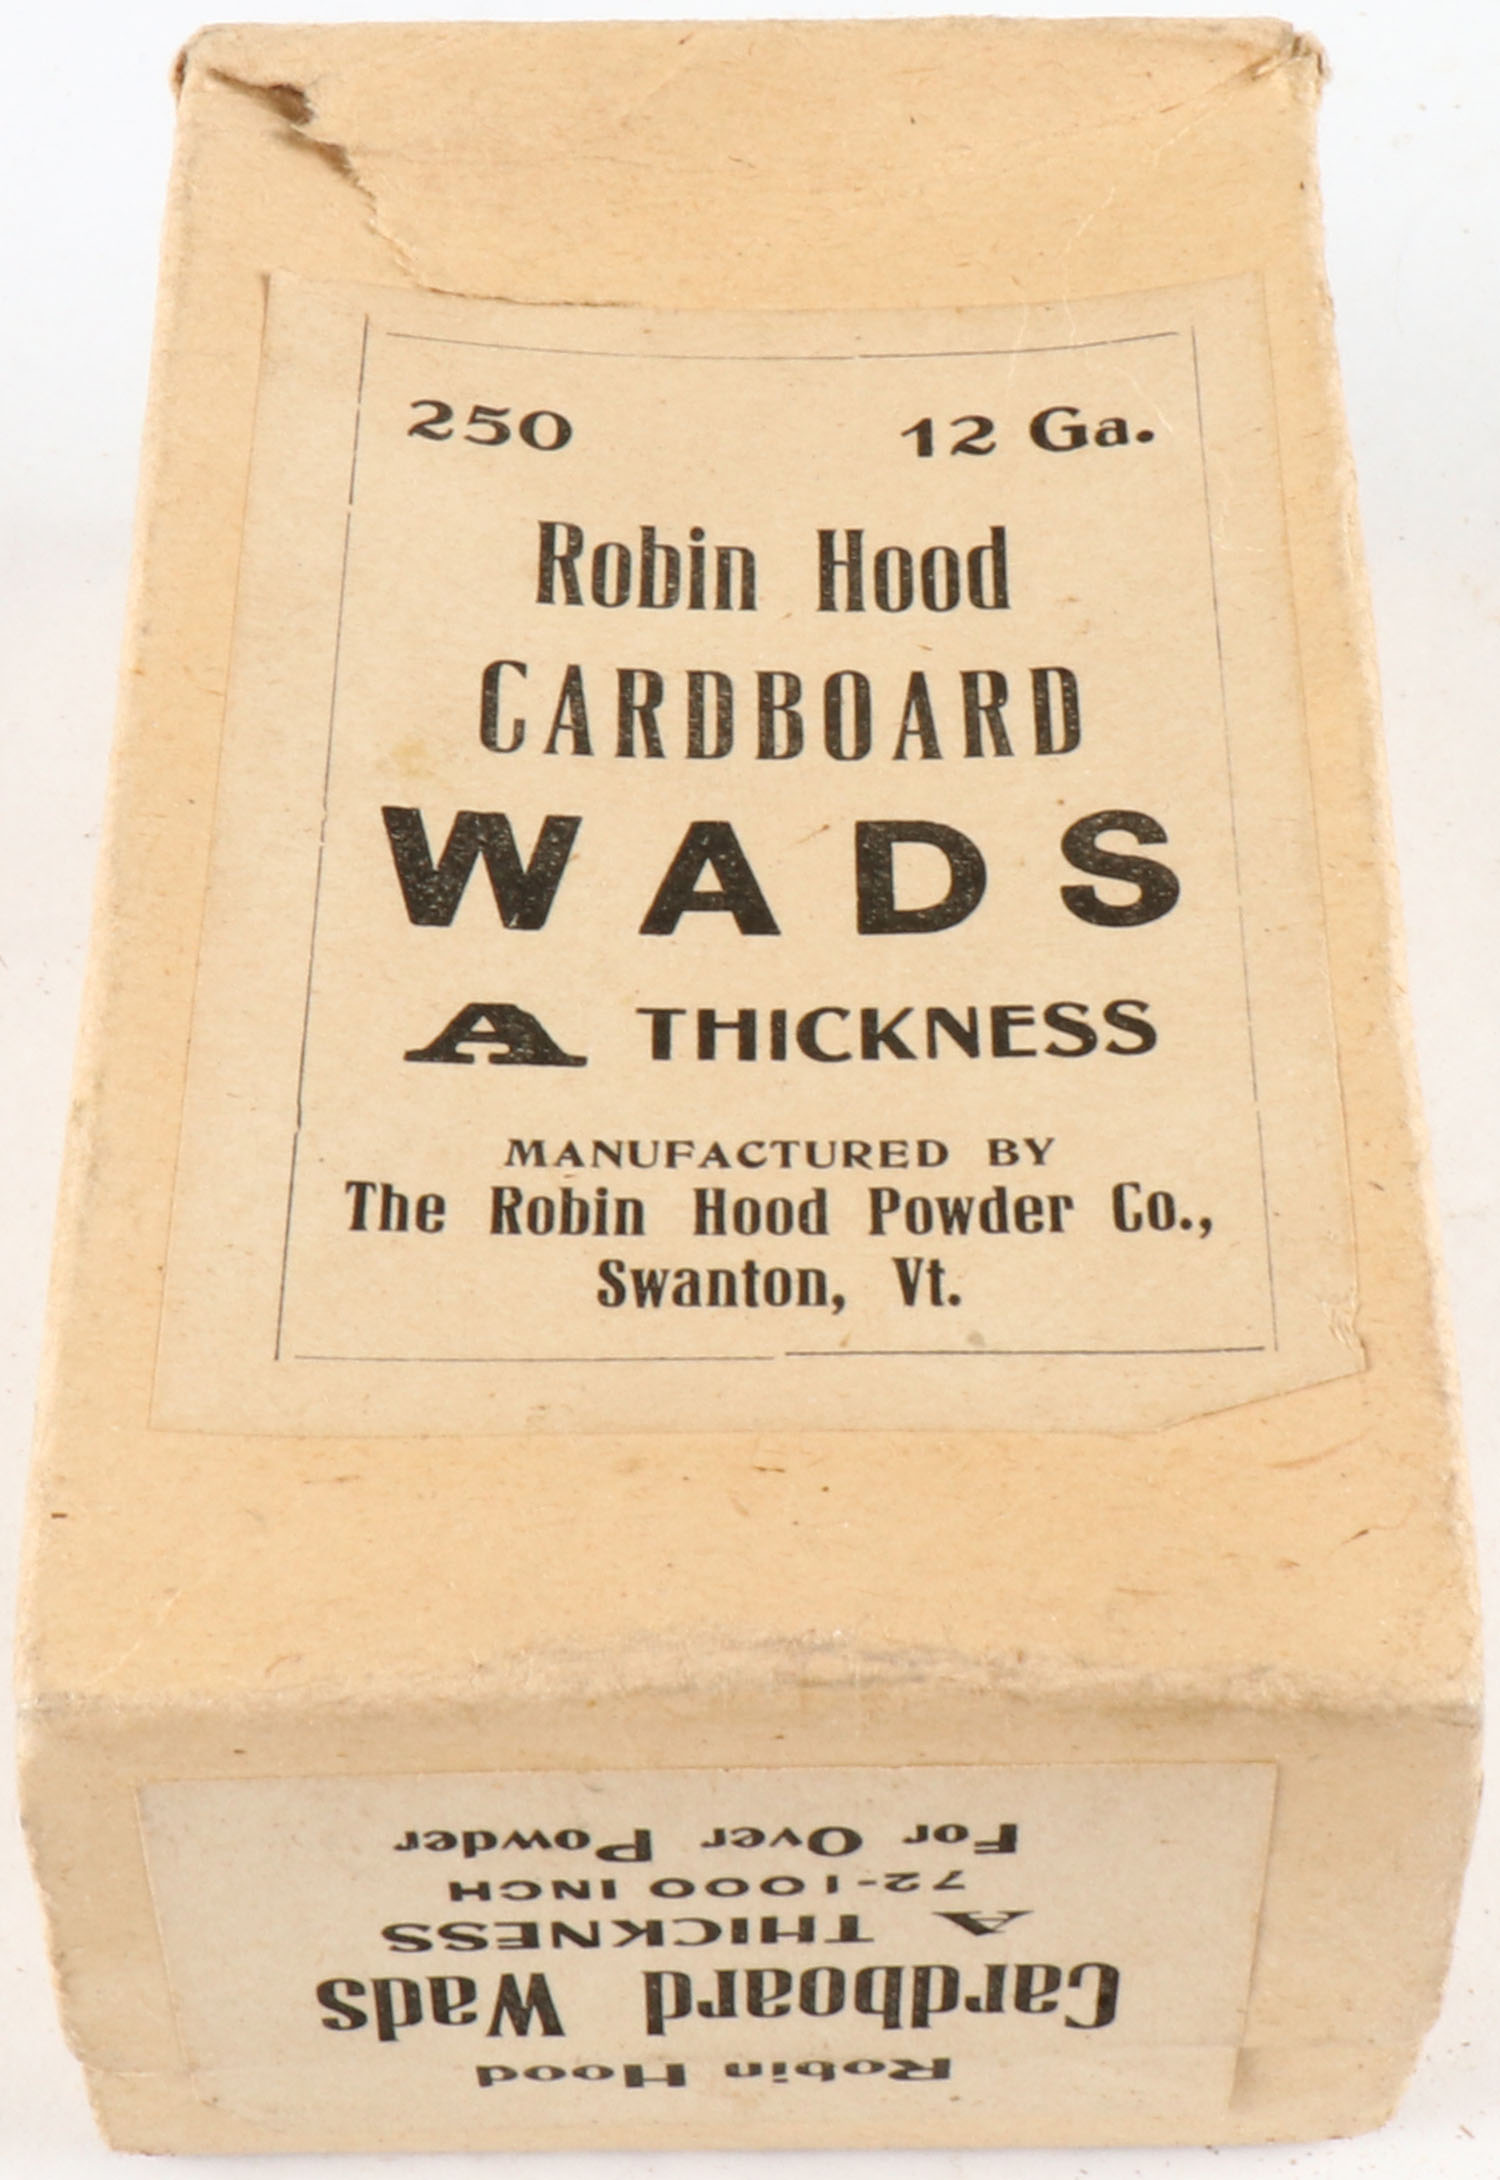 250 12 Ga.
Robin Hood
CARDBOARD
WADS
A THICKNESS
MANUFACTURED BY
The Robin Hood Powder Co.,
Swanton, Vt.
Robin Hood
Cardboard Wads
A THICKNESS
72-1000 INCH
For Over Powder